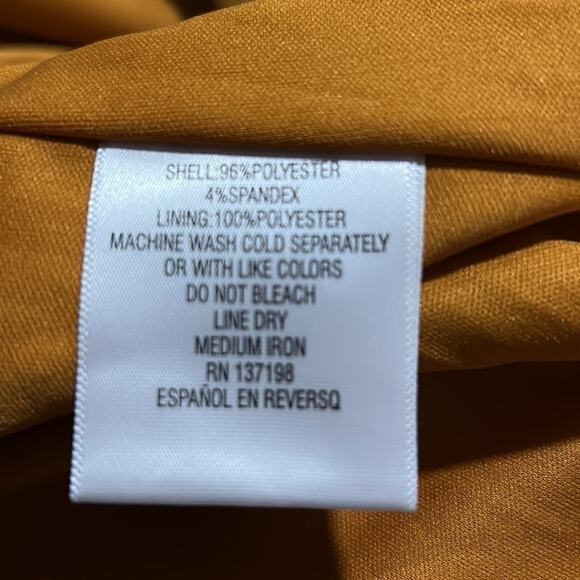 SHELL:96%POLYESTER
4%SPANDEX
LINING:100%POLYESTER
MACHINE WASH COLD SEPARATELY
OR WITH LIKE COLORS
DO NOT BLEACH
LINE DRY
MEDIUM IRON
RN 137198
ESPAÑOL EN REVERSQ